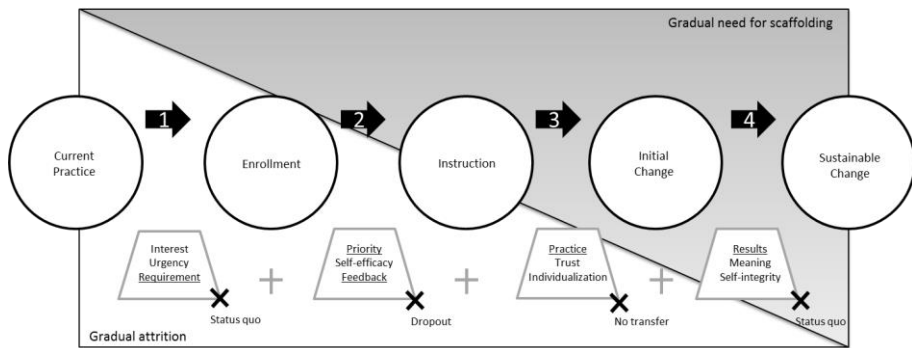 Gradual need for scaffolding
1
2
3
4
Current
Practice
Enrollment
Instruction
Initial
Change
Sustainable
Change
Interest
Urgency
Requirement
+
Priority
Self-efficacy
Feedback
+
Practice
Trust
Individualization
+
Results
Meaning
Self-integrity
Status quo
Dropout
No transfer
Status quo
Gradual attrition